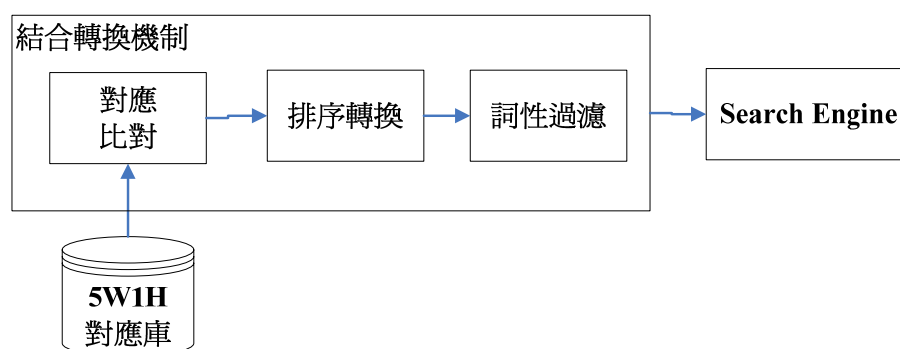 結合轉換機制
對應
比對
排序轉換
詞性過濾
Search Engine
5W1H
對應庫